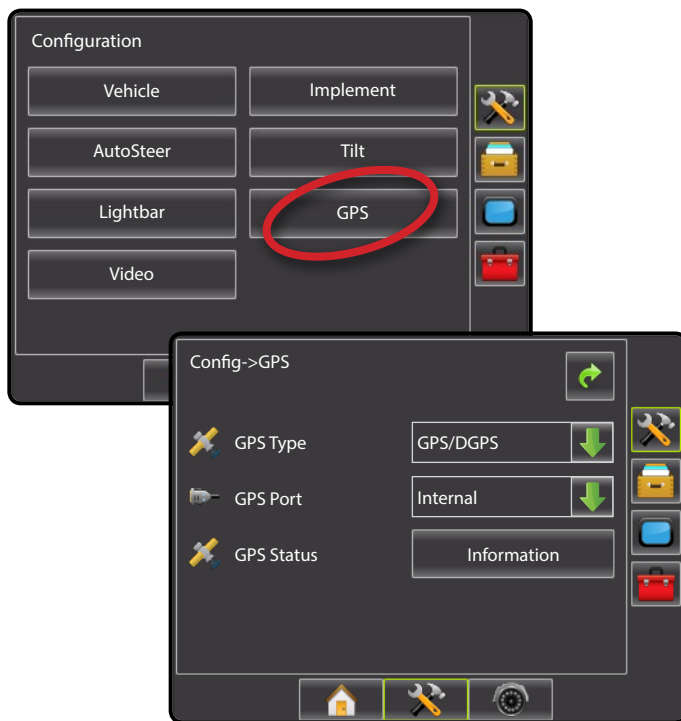 Configuration
Vehicle Implement
AutoSteer Tilt
Lightbar GPS
Video
Config->GPS
GPS Type GPS/DGPS
GPS Port Internal
GPS Status Information